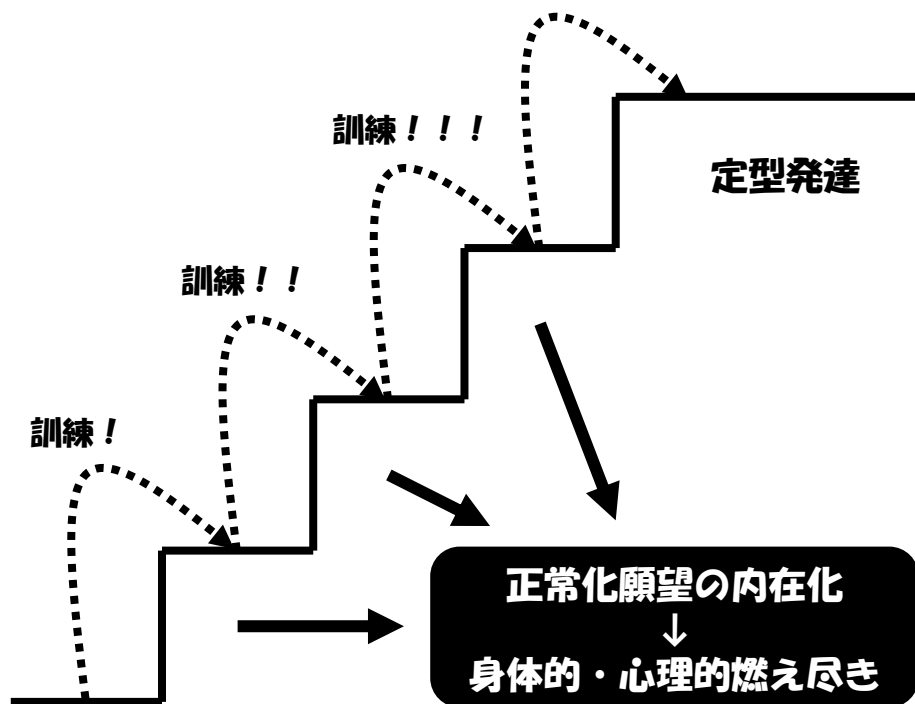 訓練！！！
定型発達
訓練！！
訓練！
正常化願望の内在化
↓
身体的・心理的燃え尽き